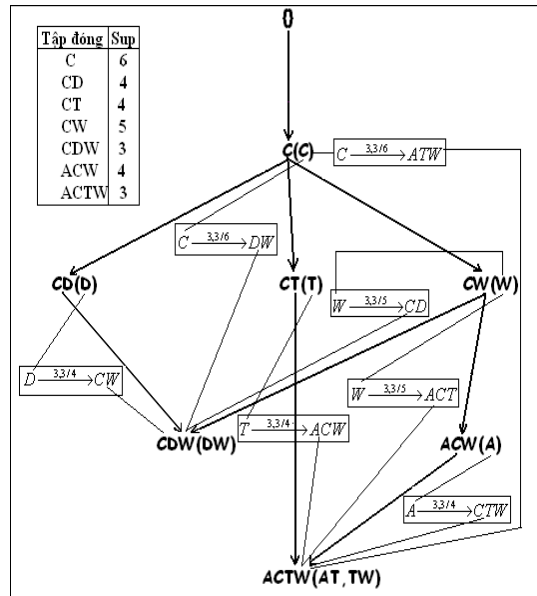 {}
Tập đóng Sup
C 6
CD 4
CT 4
CW 5
CDW 3
ACW 4
ACTW 3
C(C)
C 3,3/6 → ATW
C 3,3/6 → DW
CD(D)
CT(T)
W 3,3/5 → CD
CW(W)
D 3,3/4 → CW
W 3,3/5 → ACT
T 3,3/4 → ACW
CDW(DW)
ACW(A)
A 3,3/4 → CTW
ACTW(AT,TW)